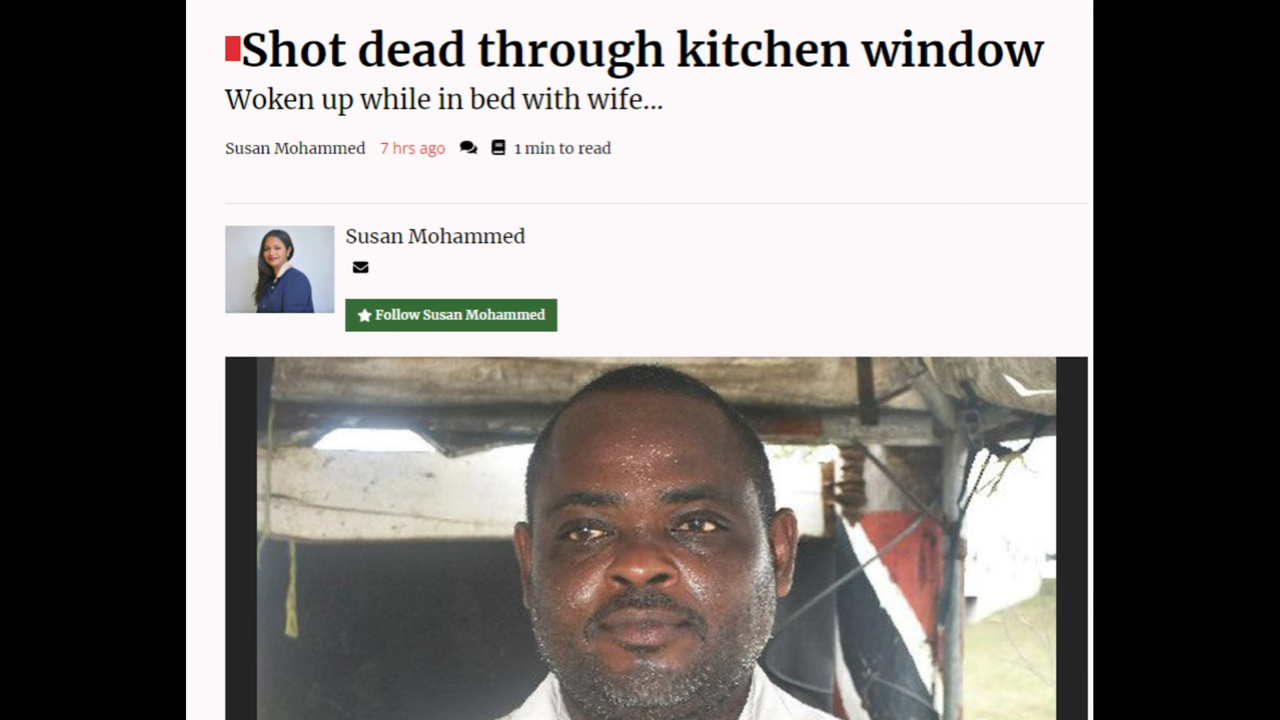 Shot dead through kitchen window
Woken up while in bed with wife...
Susan Mohammed 7 hrs ago 1 min to read
Susan Mohammed
Follow Susan Mohammed